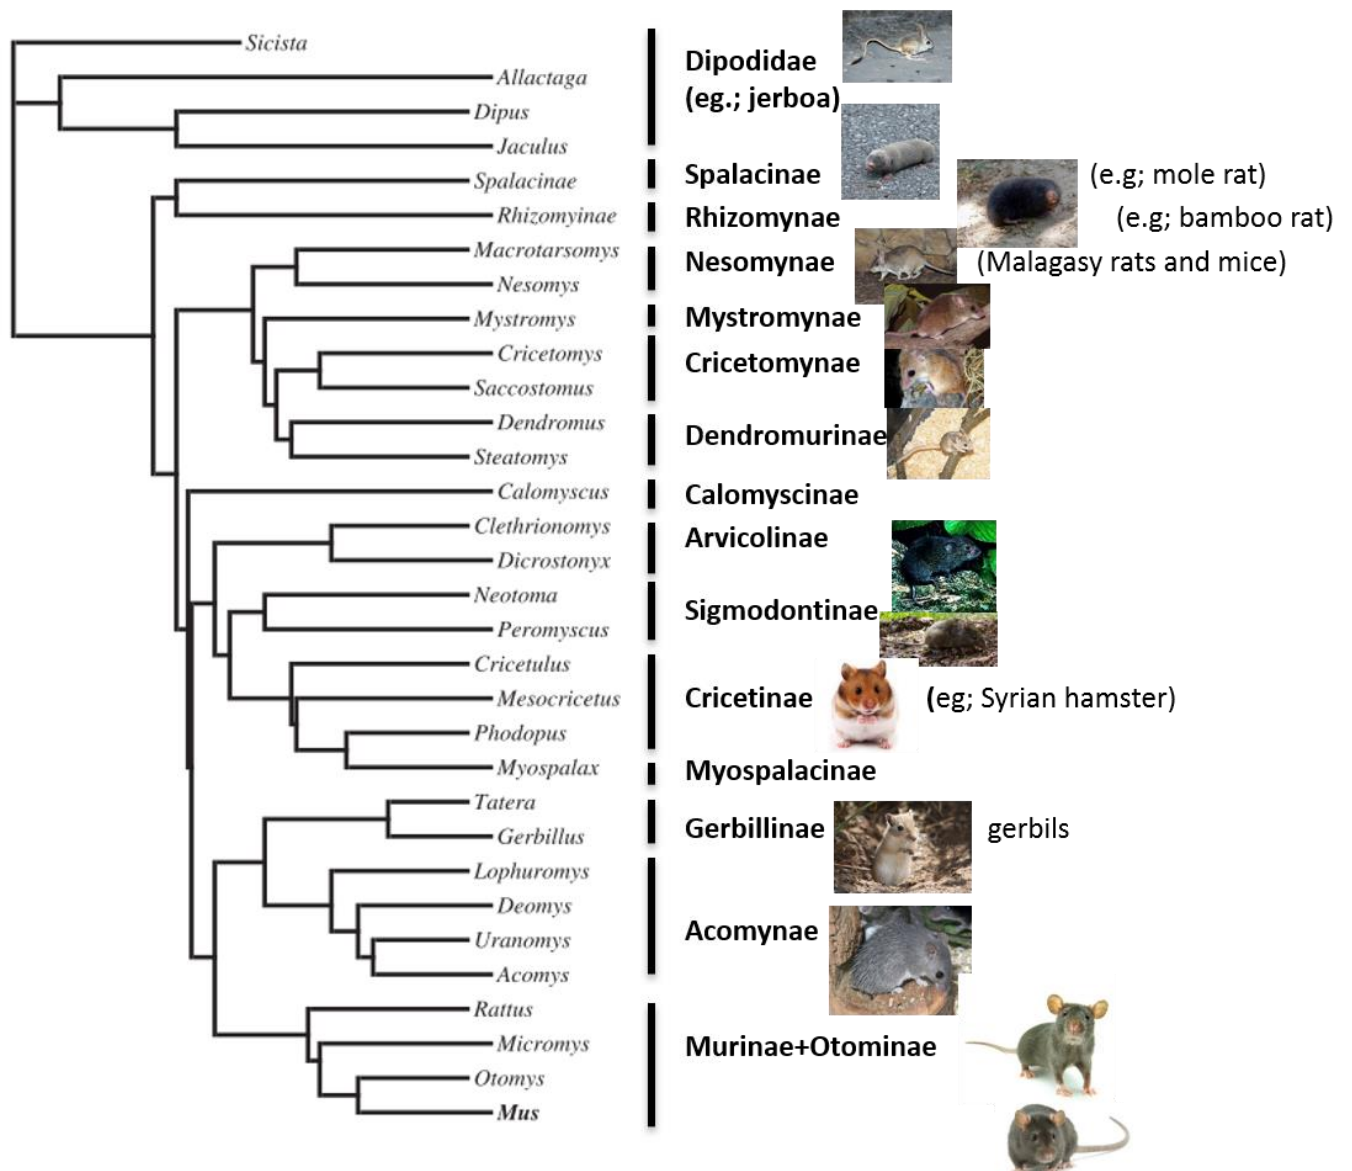 Sicista
Allactaga
Dipus
Jaculus
Spalacinae
Rhizomyinae
Macrotarsomys
Nesomys
Mystromys
Cricetomys
Saccostomus
Dendromus
Steatomys
Calomyscus
Clethrionomys
Dicrostonyx
Neotoma
Peromyscus
Cricetulus
Mesocricetus
Phodopus
Myospalax
Tatera
Gerbillus
Lophuromys
Deomys
Uranomys
Acomys
Rattus
Micromys
Otomys
Mus
Dipodidae
(eg.; jerboa)
Spalacinae (e.g; mole rat)
Rhizomynae (e.g; bamboo rat)
Nesomynae (Malagasy rats and mice)
Mystromynae
Cricetomynae
Dendromurinae
Calomyscinae
Arvicolinae
Sigmodontinae
Cricetinae (eg; Syrian hamster)
Myospalacinae
Gerbillinae gerbils
Acomynae
Murinae+Otominae